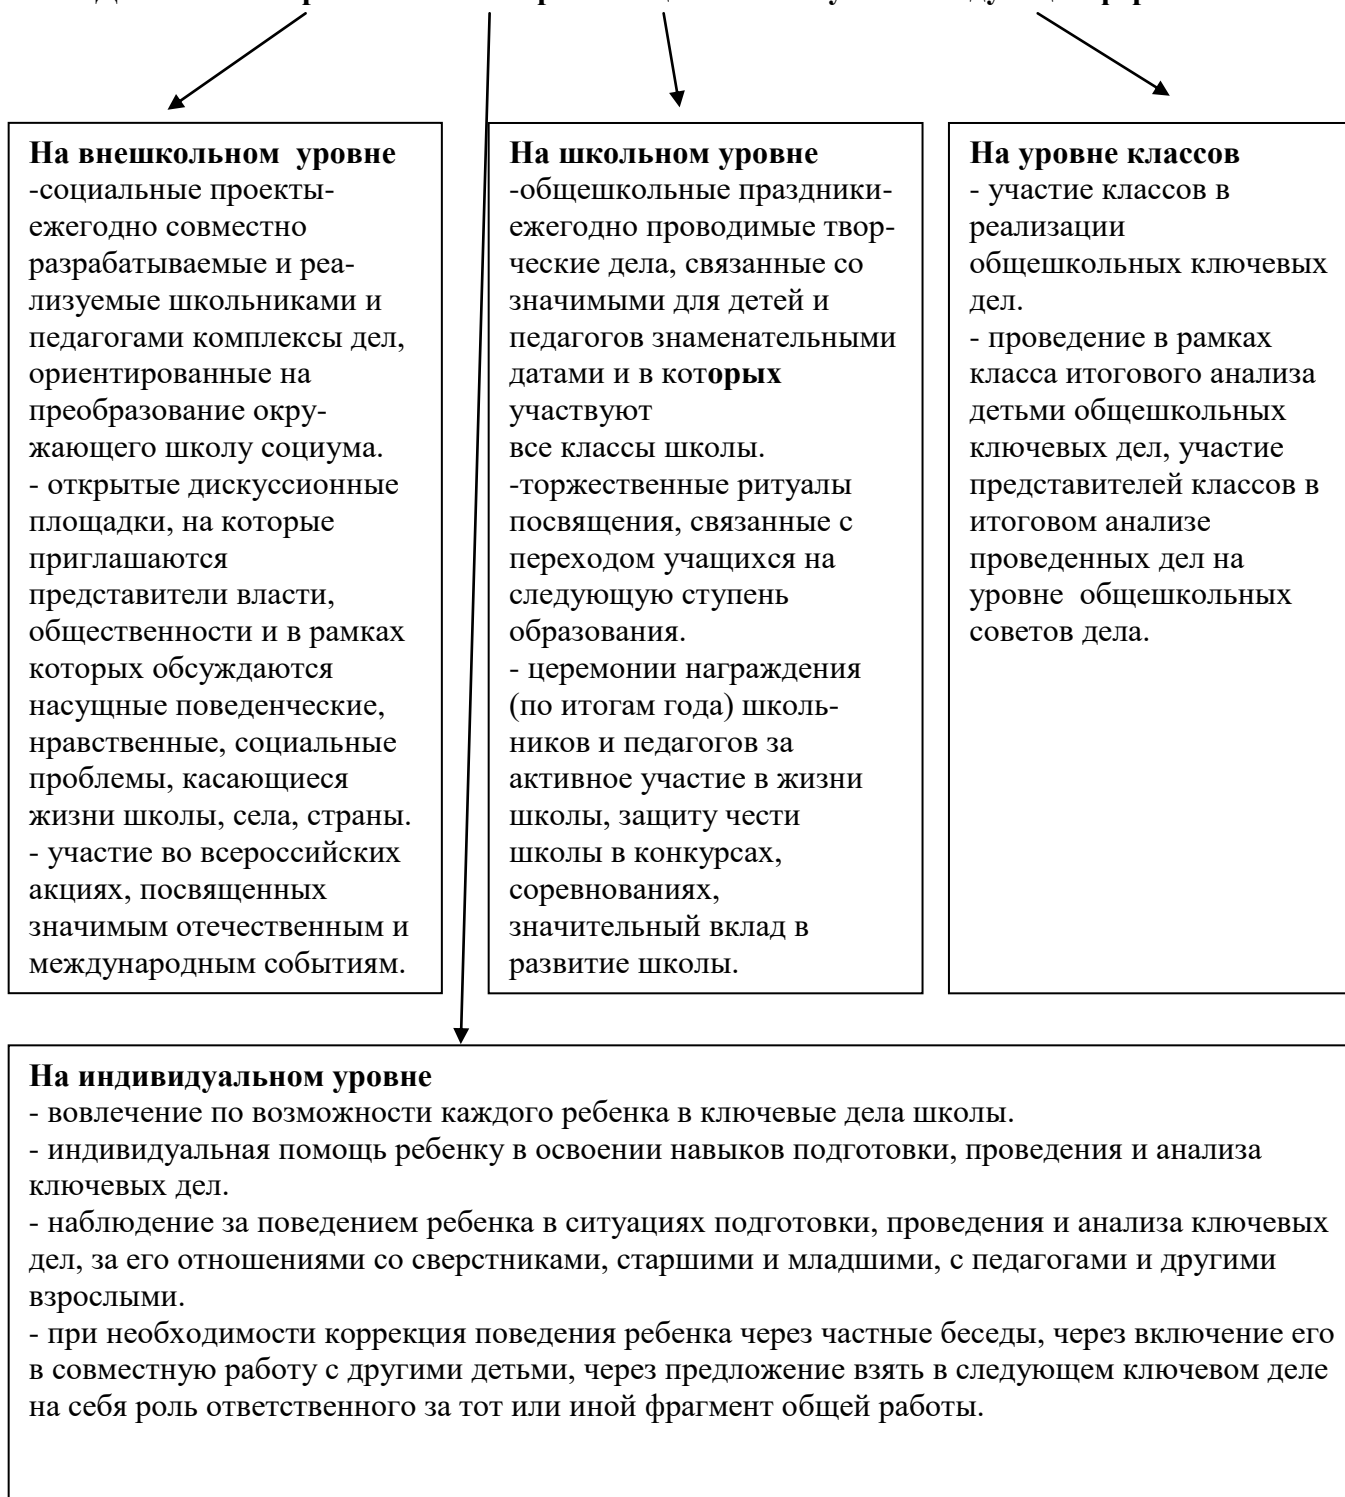 На внешкольном  уровне
-социальные проекты-
ежегодно совместно
разрабатываемые и реа-
лизуемые школьниками и
педагогами комплексы дел,
ориентированные на
преобразование окру-
жающего школу социума.
- открытые дискуссионные
площадки, на которые
приглашаются
представители власти,
общественности и в рамках
которых обсуждаются
насущные поведенческие,
нравственные, социальные
проблемы, касающиеся
жизни школы, села, страны.
- участие во всероссийских
акциях, посвященных
значимым отечественным и
международным событиям.
На школьном уровне
-общешкольные праздники-
ежегодно проводимые твор-
ческие дела, связанные со
значимыми для детей и
педагогов знаменательными
датами и в которых
участвуют
все классы школы.
-торжественные ритуалы
посвящения, связанные с
переходом учащихся на
следующую ступень
образования.
- церемонии награждения
(по итогам года) школь-
ников и педагогов за
активное участие в жизни
школы, защиту чести
школы в конкурсах,
соревнованиях,
значительный вклад в
развитие школы.
На уровне классов
- участие классов в
реализации
общешкольных ключевых
дел.
- проведение в рамках
класса итогового анализа
детьми общешкольных
ключевых дел, участие
представителей классов в
итоговом анализе
проведенных дел на
уровне  общешкольных
советов дела.
На индивидуальном уровне
- вовлечение по возможности каждого ребенка в ключевые дела школы.
- индивидуальная помощь ребенку в освоении навыков подготовки, проведения и анализа
ключевых дел.
- наблюдение за поведением ребенка в ситуациях подготовки, проведения и анализа ключевых
дел, за его отношениями со сверстниками, старшими и младшими, с педагогами и другими
взрослыми.
- при необходимости коррекция поведения ребенка через частные беседы, через включение его
в совместную работу с другими детьми, через предложение взять в следующем ключевом деле
на себя роль ответственного за тот или иной фрагмент общей работы.